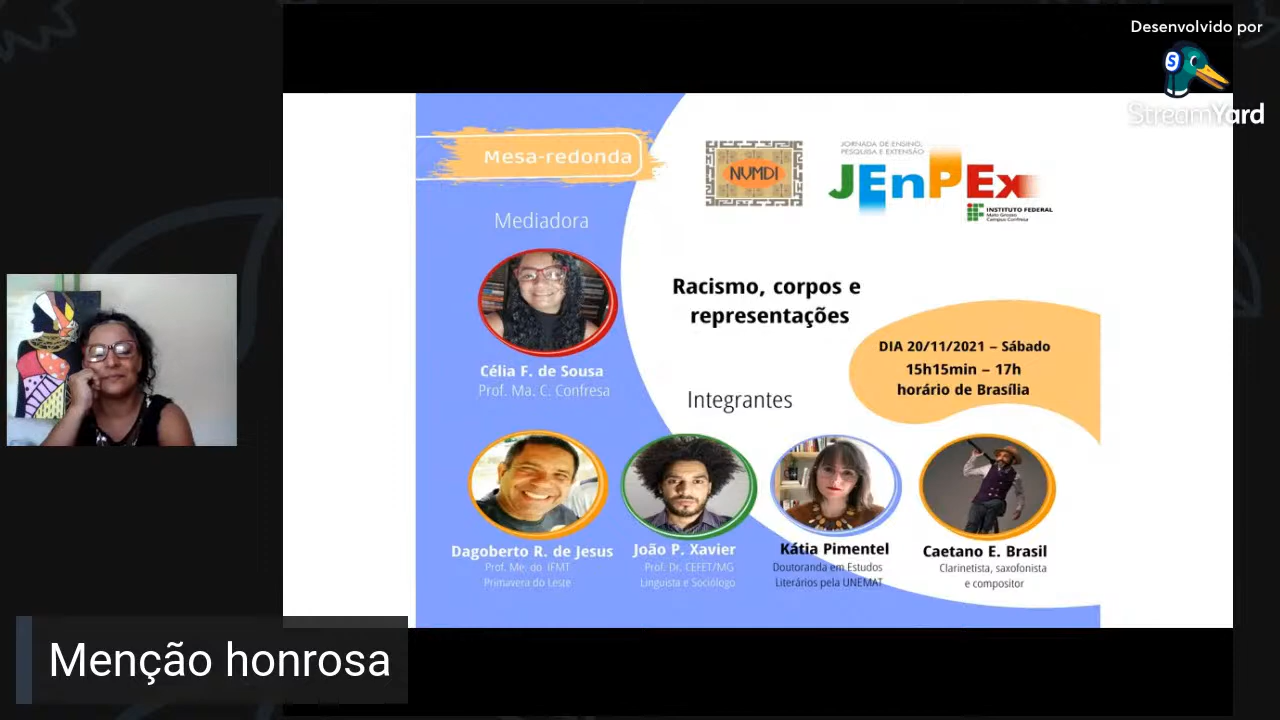 Desenvolvido por
S
StreamYard
Mesa-redonda
NUMDI
JORNADA DE ENSINO,
PESQUISA E EXTENSÃO
JEnPEx
INSTITUTO FEDERAL
Mato Grosso
Campus Confresa
Mediadora
Célia F. de Sousa
Prof. Ma. C. Confresa
Racismo, corpos e
representações
DIA 20/11/2021 – Sábado
15h15min – 17h
horário de Brasília
Integrantes
Dagoberto R. de Jesus
Prof. Me. do IFMT
Primavera do Leste
João P. Xavier
Prof. Dr. CEFET/MG
Linguista e Sociólogo
Kátia Pimentel
Doutoranda em Estudos
Literários pela UNEMAT
Caetano E. Brasil
Clarinetista, saxofonista
e compositor
Menção honrosa